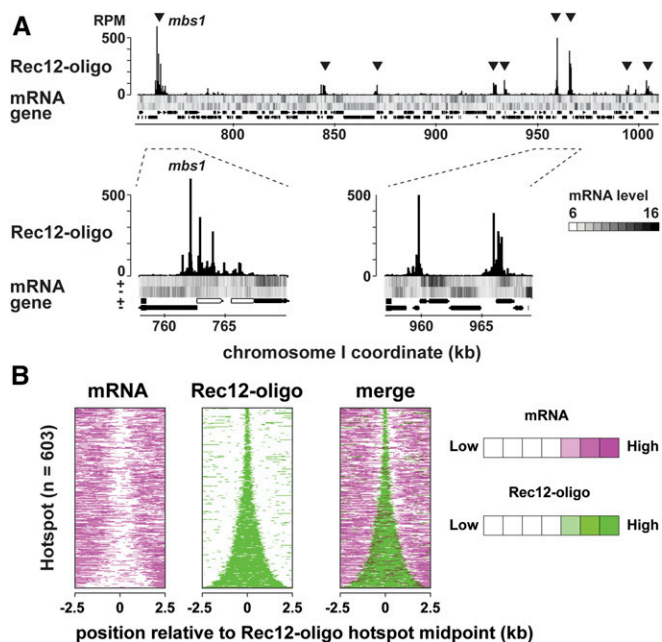 A
RPM
mbs1
500
Rec12-oligo
0
mRNA
gene
800 850 900 950 1000
mbs1
500 500
Rec12-oligo
0 0
mRNA level
6 16
mRNA + -
gene + -
760 765 960 965
chromosome I coordinate (kb)
B
mRNA Rec12-oligo merge
Hotspot (n = 603)
mRNA
Low High
Rec12-oligo
Low High
-2.5 0 2.5 -2.5 0 2.5 -2.5 0 2.5
position relative to Rec12-oligo hotspot midpoint (kb)